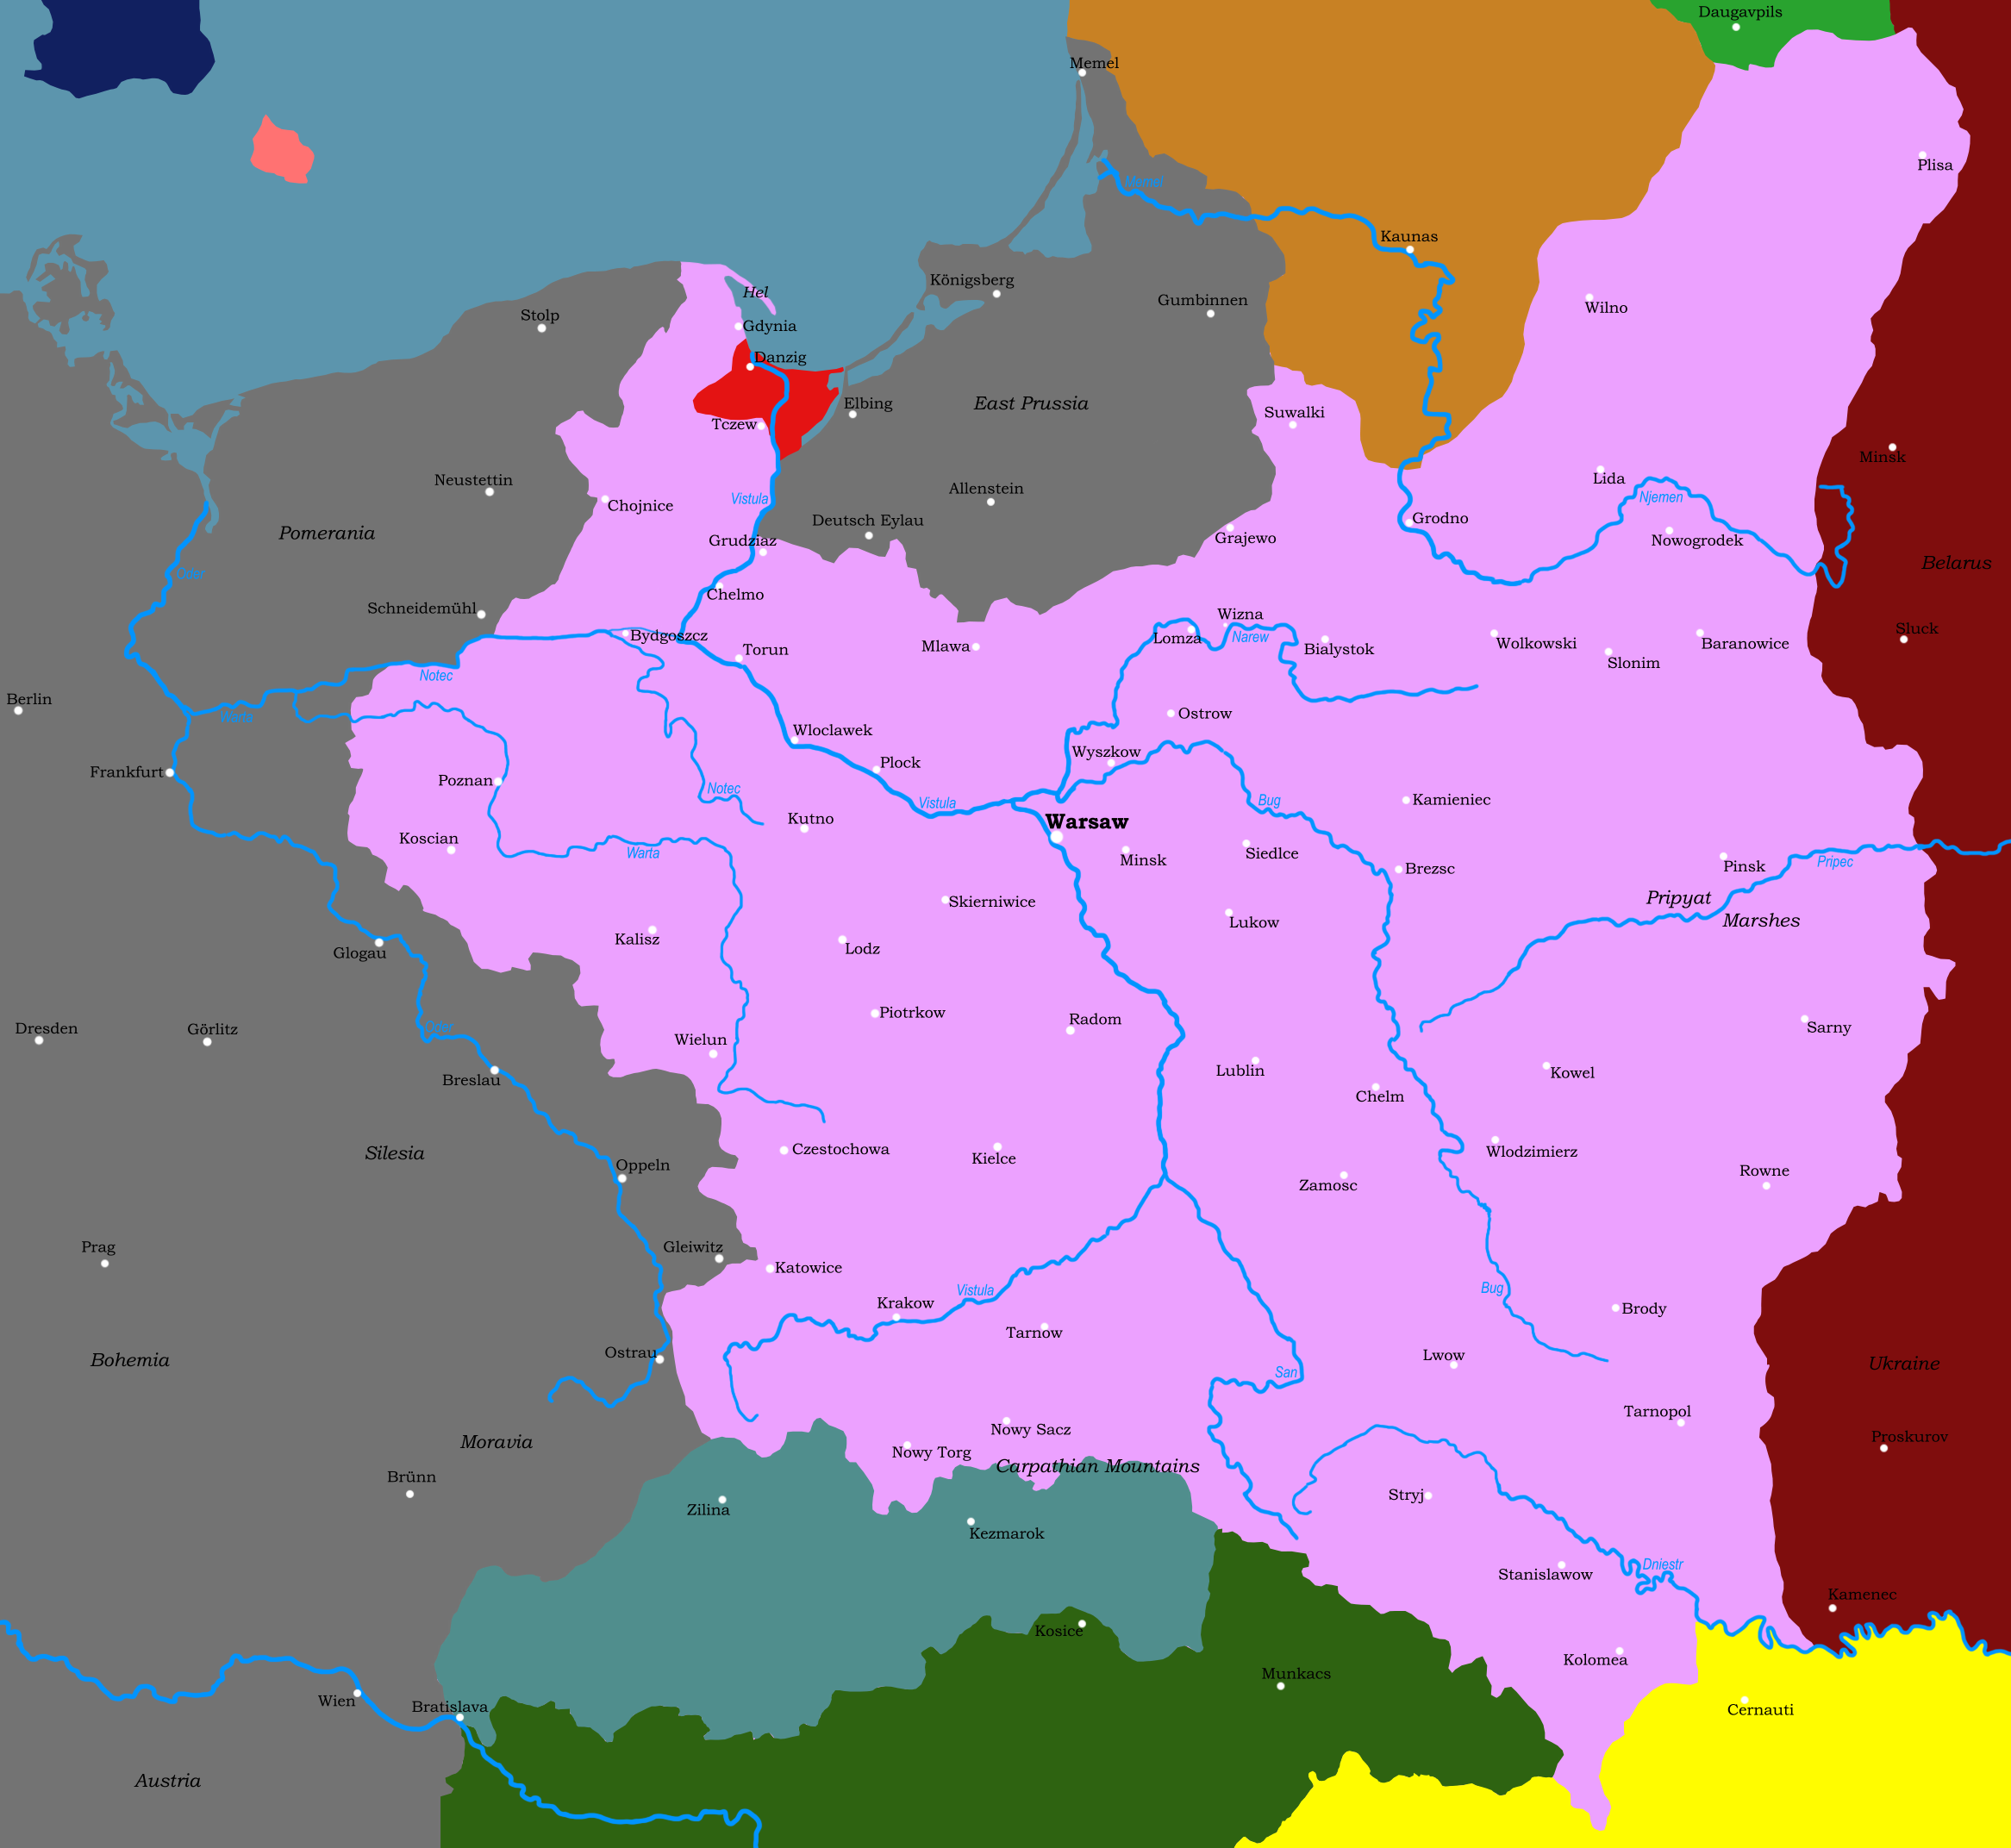 Daugavpils
Memel
Plisa
Memel
Kaunas
Königsberg
Hel
Gumbinnen
Wilno
Stolp
Gdynia
Danzig
Elbing
East Prussia
Suwalki
Tczew
Minsk
Neustettin
Lida
Allenstein
Vistula
Njemen
Chojnice
Deutsch Eylau
Grodno
Pomerania
Grudziaz
Grajewo
Nowogrodek
Belarus
Oder
Chelmo
Schneidemühl
Wizna
Sluck
Bydgoszcz
Lomza
Narew
Mlawa
Torun
Bialystok
Wolkowski
Baranowice
Slonim
Notec
Berlin
Warta
Ostrow
Wloclawek
Wyszkow
Plock
Frankfurt
Poznan
Notec
Vistula
Bug
Kamieniec
Kutno
Warsaw
Koscian
Warta
Minsk
Siedlce
Brezsc
Pinsk
Pripec
Pripyat
Skierniwice
Marshes
Lukow
Kalisz
Lodz
Glogau
Piotrkow
Radom
Dresden
Görlitz
Oder
Sarny
Wielun
Lublin
Kowel
Breslau
Chelm
Czestochowa
Silesia
Kielce
Wlodzimierz
Oppeln
Rowne
Zamosc
Prag
Gleiwitz
Katowice
Vistula
Bug
Krakow
Brody
Tarnow
Ostrau
Lwow
Bohemia
Ukraine
San
Tarnopol
Nowy Sacz
Proskurov
Moravia
Nowy Torg
Carpathian Mountains
Brünn
Stryj
Zilina
Kezmarok
Dniestr
Stanislawow
Kamenec
Kosice
Kolomea
Munkacs
Wien
Bratislava
Cernauti
Austria